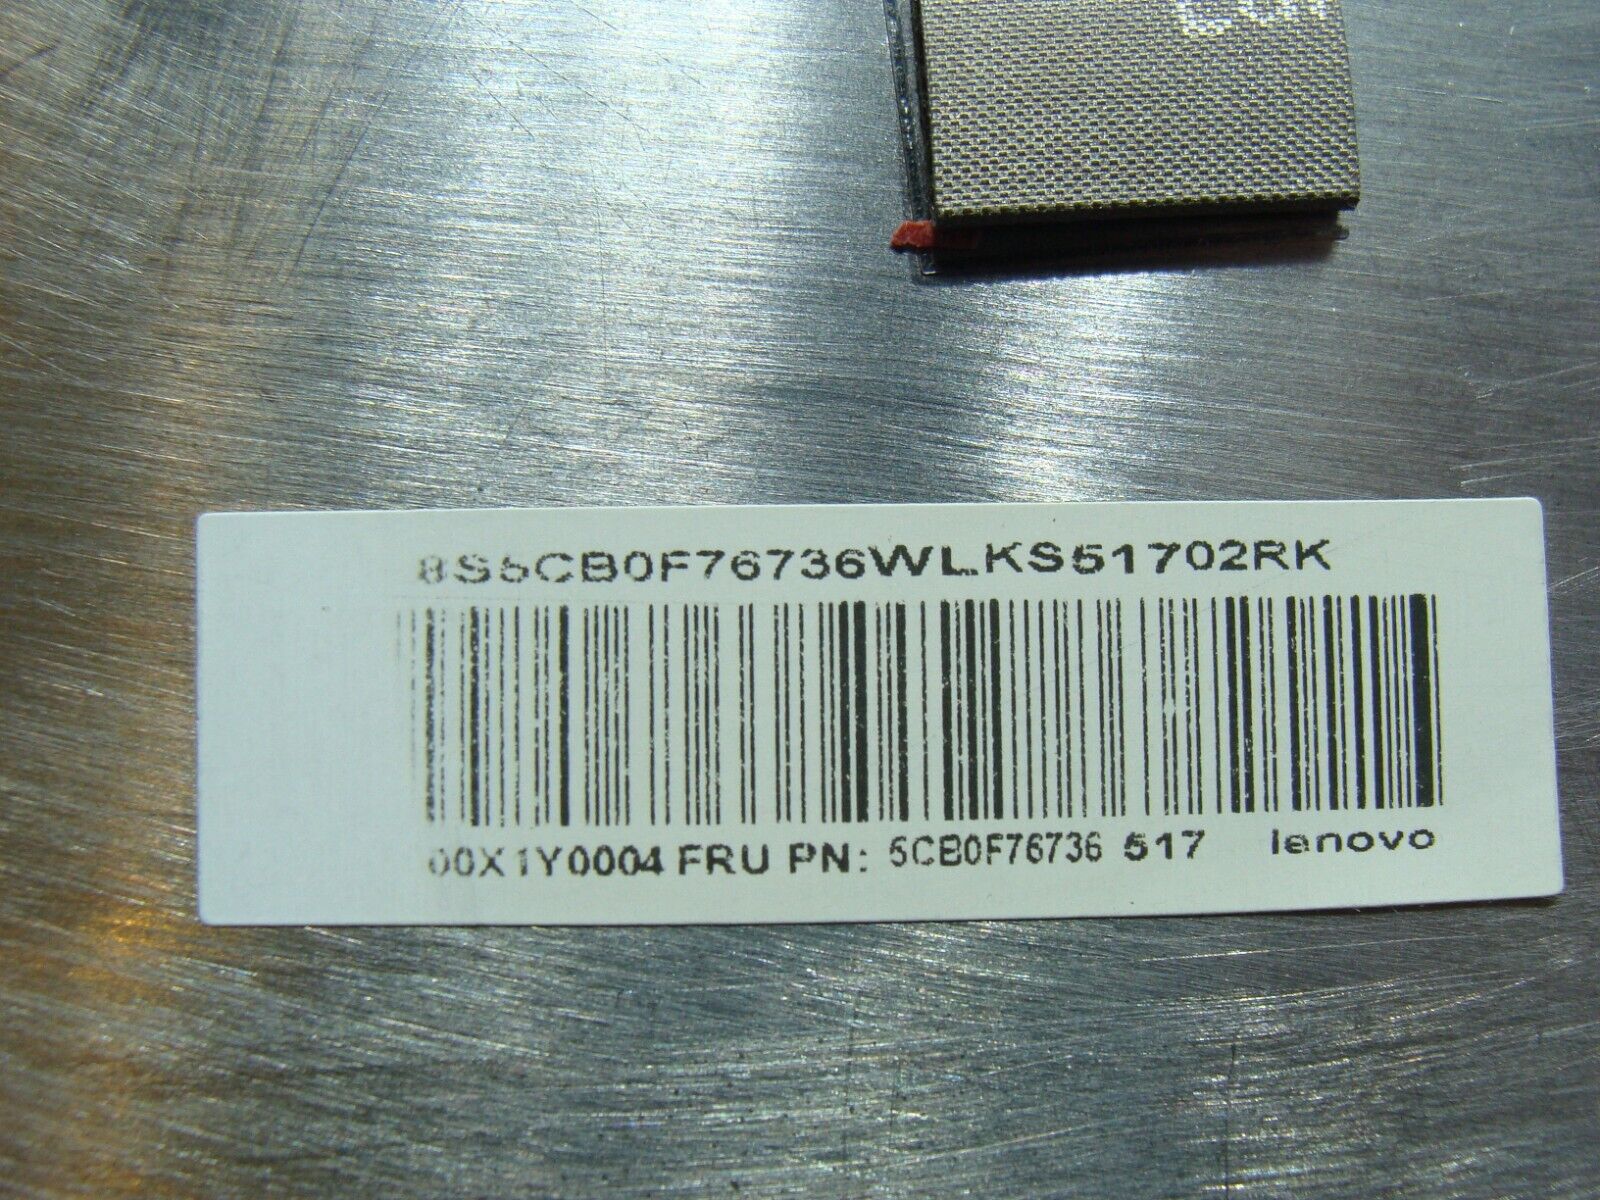 8S5CB0F76736WLKS51702RK
00X1Y0004 FRU PN: 5CB0F76736 517 lenovo